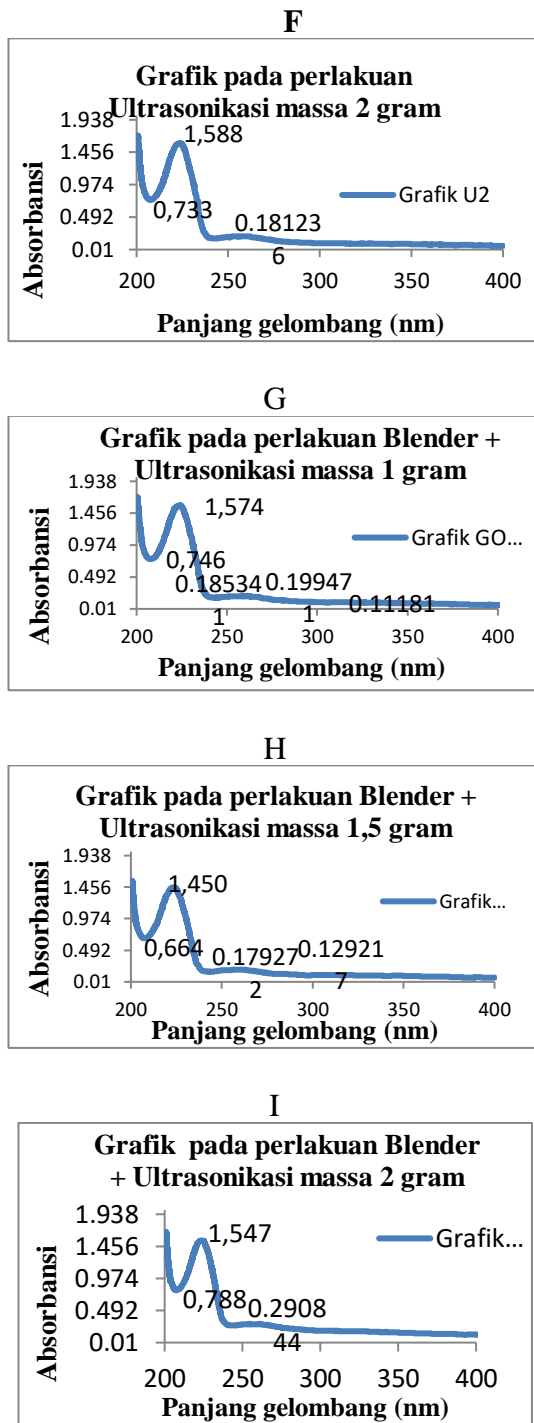 F
Grafik pada perlakuan
Ultrasonikasi massa 2 gram
1.938
1.456
0.974
0.492
0.01
1,588
0,733
0.18123
6
Grafik U2
200 250 300 350 400
Absorbansi
Panjang gelombang (nm)
G
Grafik pada perlakuan Blender +
Ultrasonikasi massa 1 gram
1.938
1.456
0.974
0.492
0.01
1,574
0,746
0.18534
1
0.19947
1
0.11181
Grafik GO...
200 250 300 350 400
Absorbansi
Panjang gelombang (nm)
H
Grafik pada perlakuan Blender +
Ultrasonikasi massa 1,5 gram
1.938
1.456
0.974
0.492
0.01
1,450
0,664
0.17927
2
0.12921
7
Grafik...
200 250 300 350 400
Absorbansi
Panjang gelombang (nm)
I
Grafik pada perlakuan Blender
+ Ultrasonikasi massa 2 gram
1.938
1.456
0.974
0.492
0.01
1,547
0,788
0.2908
44
Grafik...
200 250 300 350 400
Absorbansi
Panjang gelombang (nm)